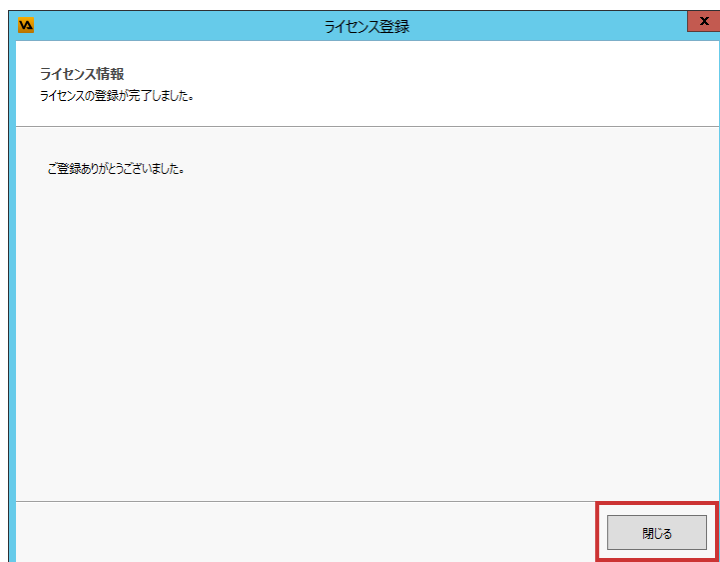 VA
ライセンス登録
x
ライセンス情報
ライセンスの登録が完了しました。
ご登録ありがとうございました。
閉じる